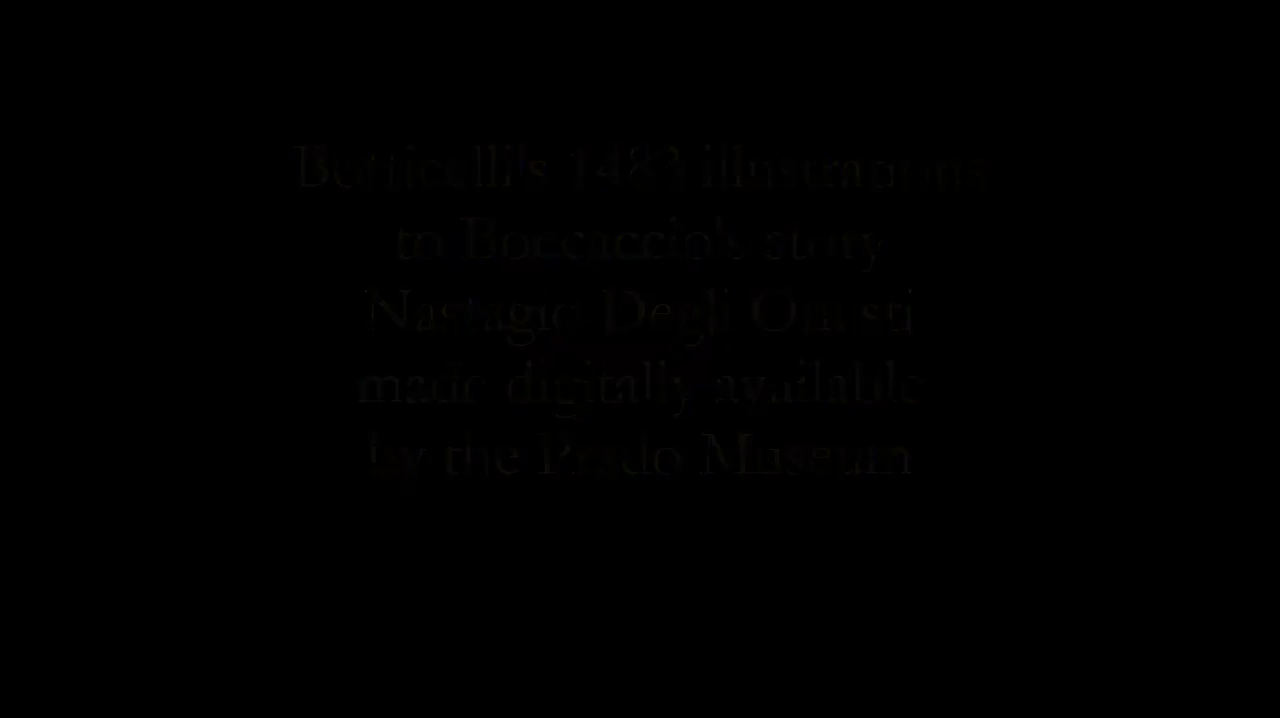 Botticelli's 1483 illustrations
to Boccaccio's story
Nastagio Degli Onesti
made digitally available
by the Prado Museum